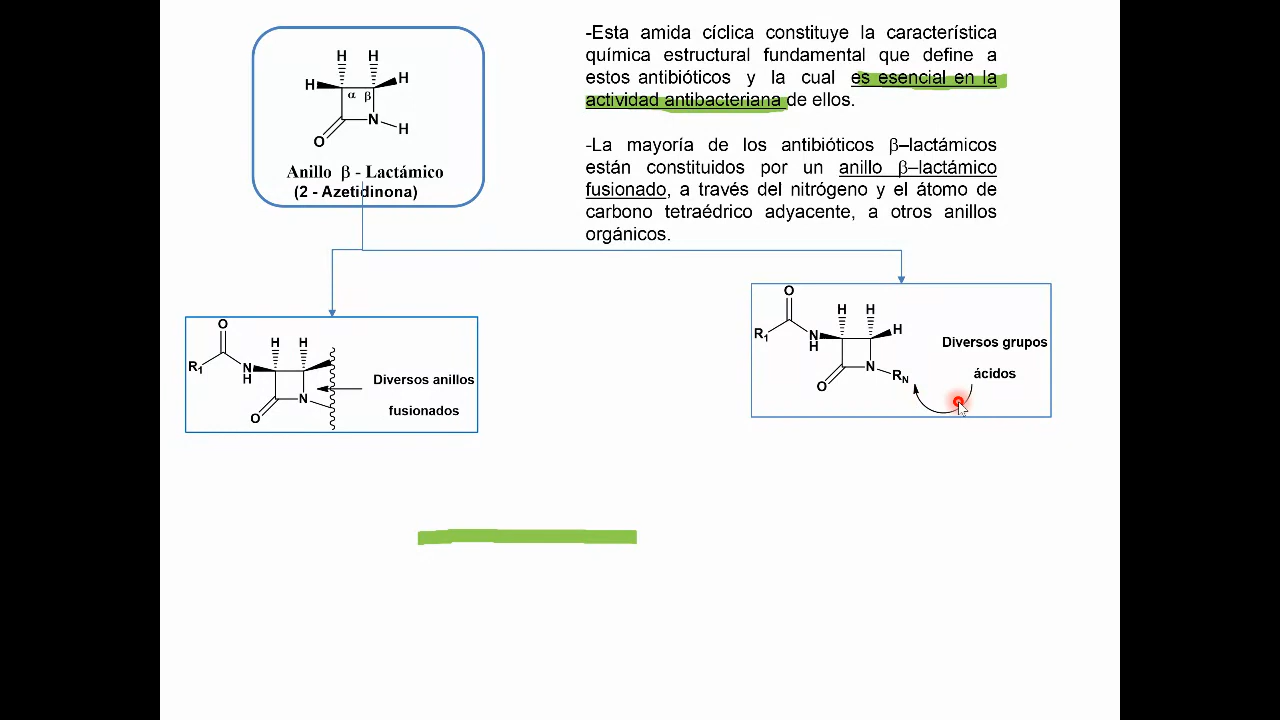 H H
H H
α β
N
H
O
Anillo β - Lactámico
(2 - Azetidinona)
-Esta amida cíclica constituye la característica
química estructural fundamental que define a
estos antibióticos y la cual es esencial en la
actividad antibacteriana de ellos.
-La mayoría de los antibióticos β–lactámicos
están constituidos por un anillo β–lactámico
fusionado, a través del nitrógeno y el átomo de
carbono tetraédrico adyacente, a otros anillos
orgánicos.
O
H H
R1
N
H
N
O
Diversos anillos
fusionados
O
H H
R1
N
H
H
N
RN
O
Diversos grupos
ácidos